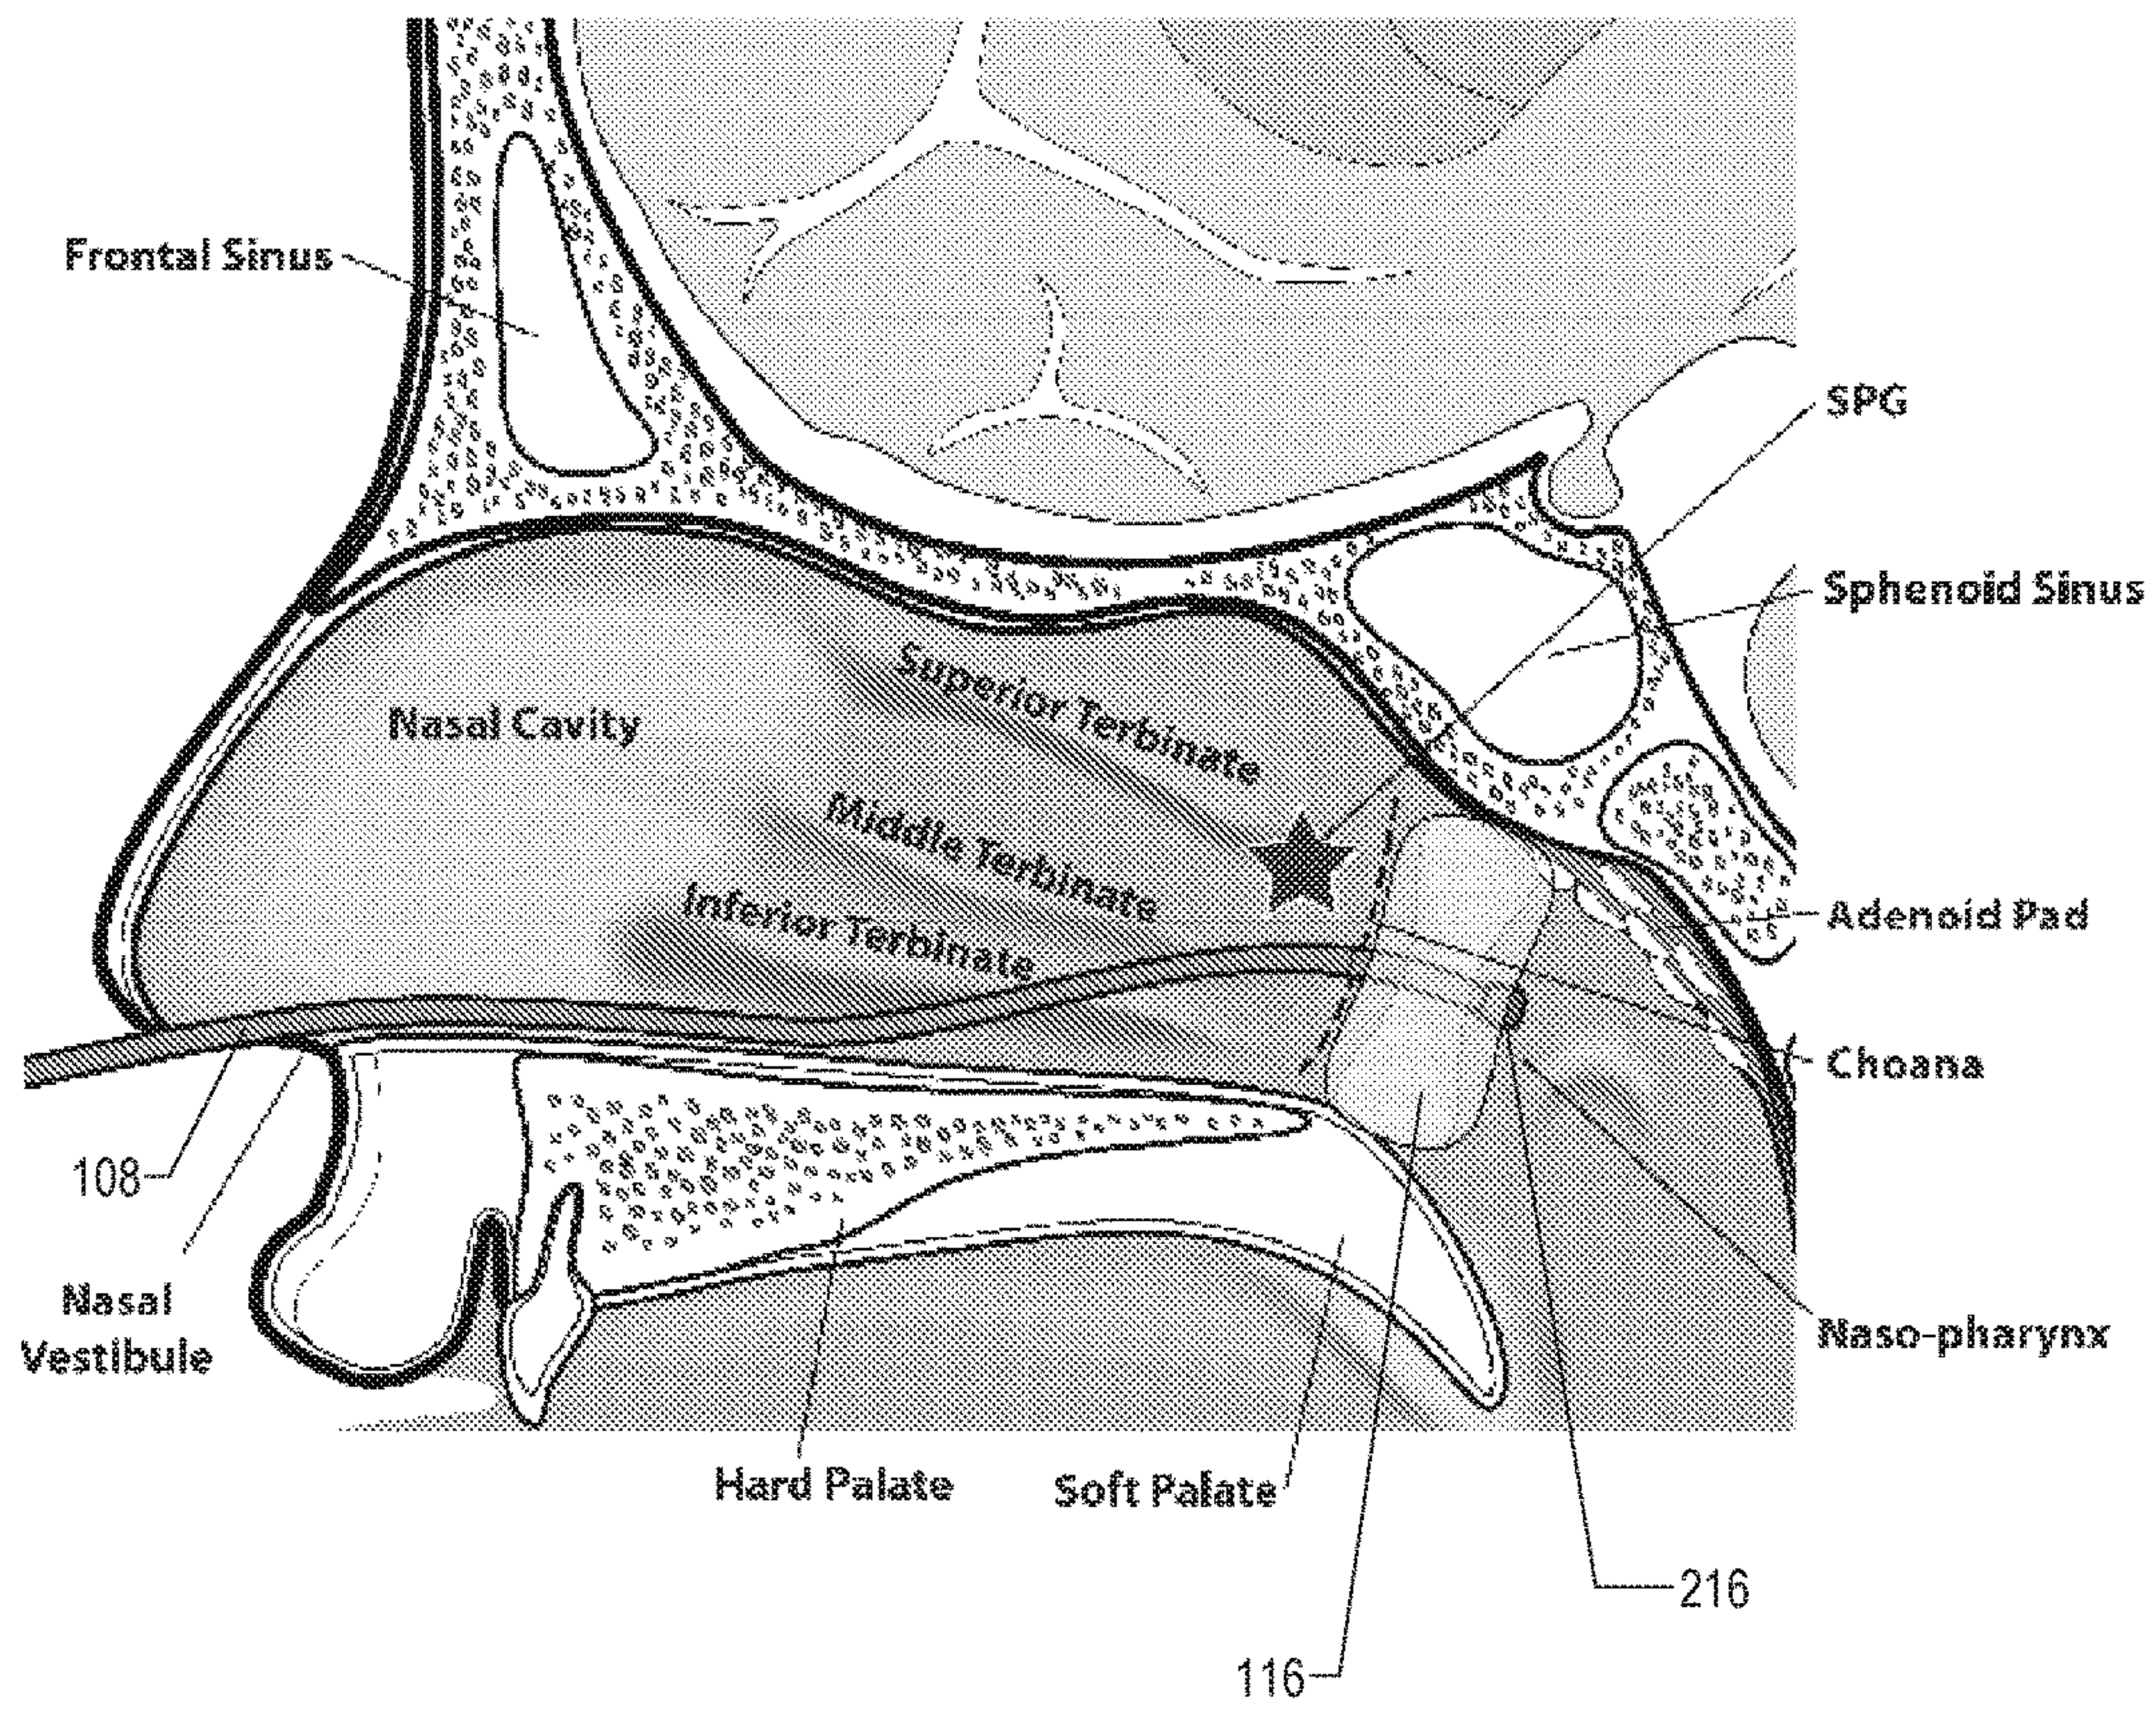 Frontal Sinus
SPG
Sphenoid Sinus
Superior Terbinate
Nasal Cavity
Middle Terbinate
Inferior Terbinate
Adenoid Pad
Choana
108
Nasal
Vestibule
Naso-pharynx
Hard Palate
Soft Palate
216
116